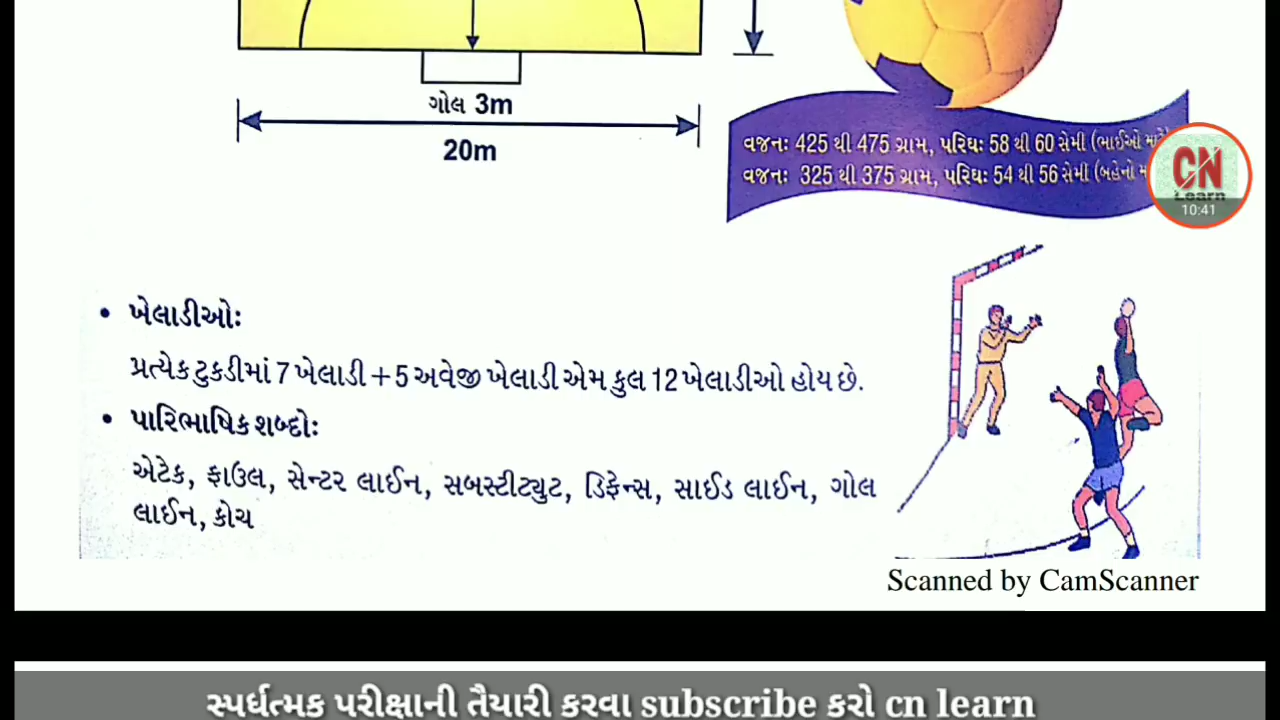 ગોલ 3m
20m
વજન: 425 થી 475 ગ્રામ, પરિઘ: 58 થી 60 સેમી (ભાઈઓ
વજન: 325 થી 375 ગ્રામ, પરિઘ: 54 થી 56 સેમી (બહેનો
CN
Learn
10:41
• ખેલાડીઓ:
પ્રત્યેક ટુકડીમાં 7 ખેલાડી + 5 અવેજી ખેલાડી એમ કુલ 12 ખેલાડીઓ હોય છે.
• પારિભાષિક શબ્દો:
એટેક, ફાઉલ, સેન્ટર લાઈન, સબસ્ટીટ્યુટ, ડિફેન્સ, સાઈડ લાઈન, ગોલ
લાઈન, કોચ
Scanned by CamScanner
સ્પર્ધત્મક પરીક્ષાની તૈયારી કરવા subscribe કરો cn learn